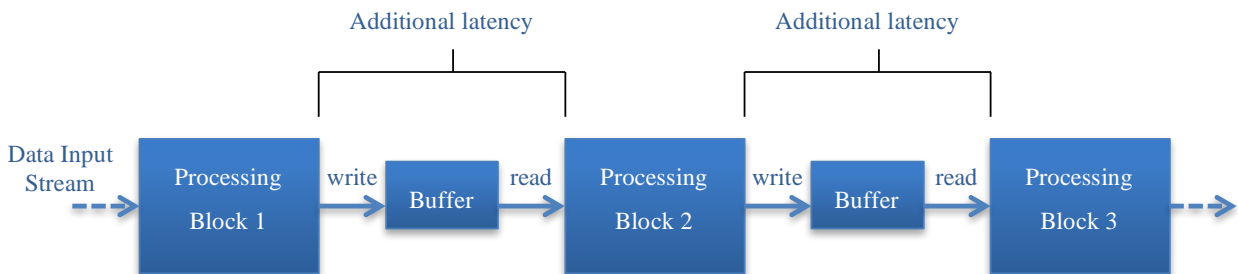 Additional latency
Additional latency
Data Input
Stream
Processing
Block 1
write
Buffer
read
Processing
Block 2
write
Buffer
read
Processing
Block 3